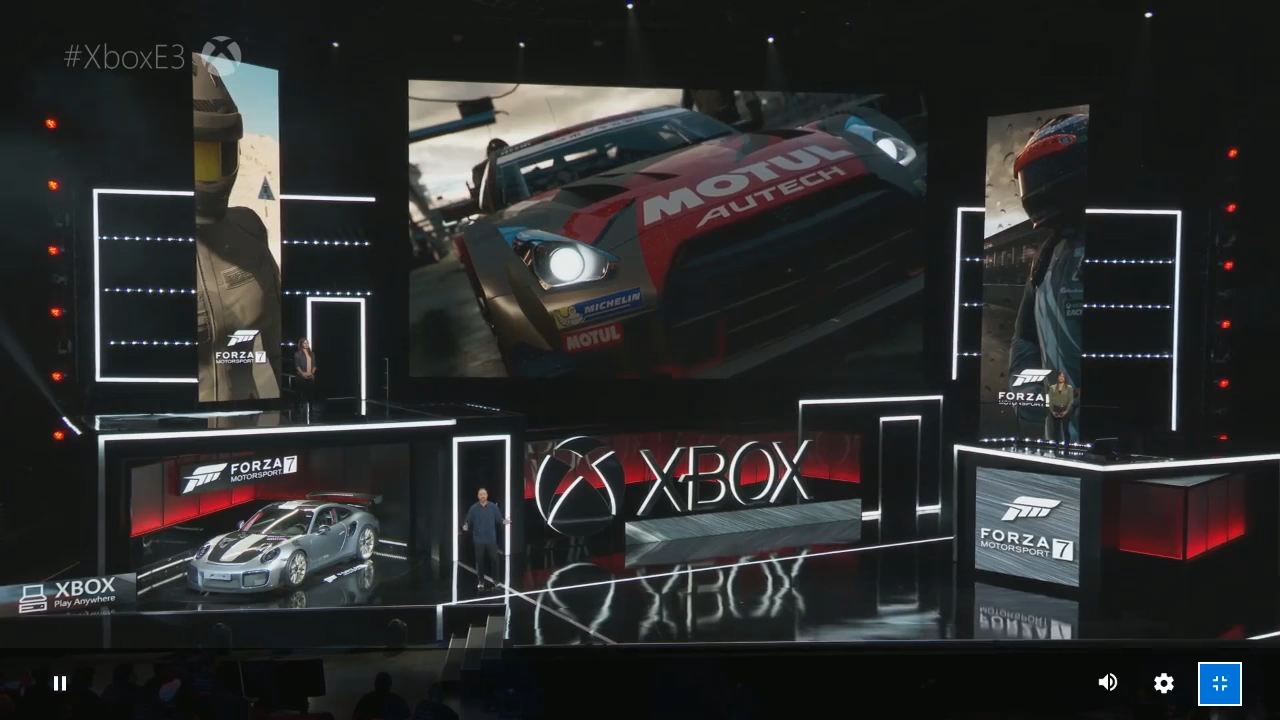 #XboxE3
MOTUL
AUTECH
MICHELIN
MOTUL
FORZA
MOTORSPORT 7
FORZA
MOTORSPORT
FORZA
MOTORSPORT 7
XBOX
FORZA
MOTORSPORT 7
XBOX
Play Anywhere